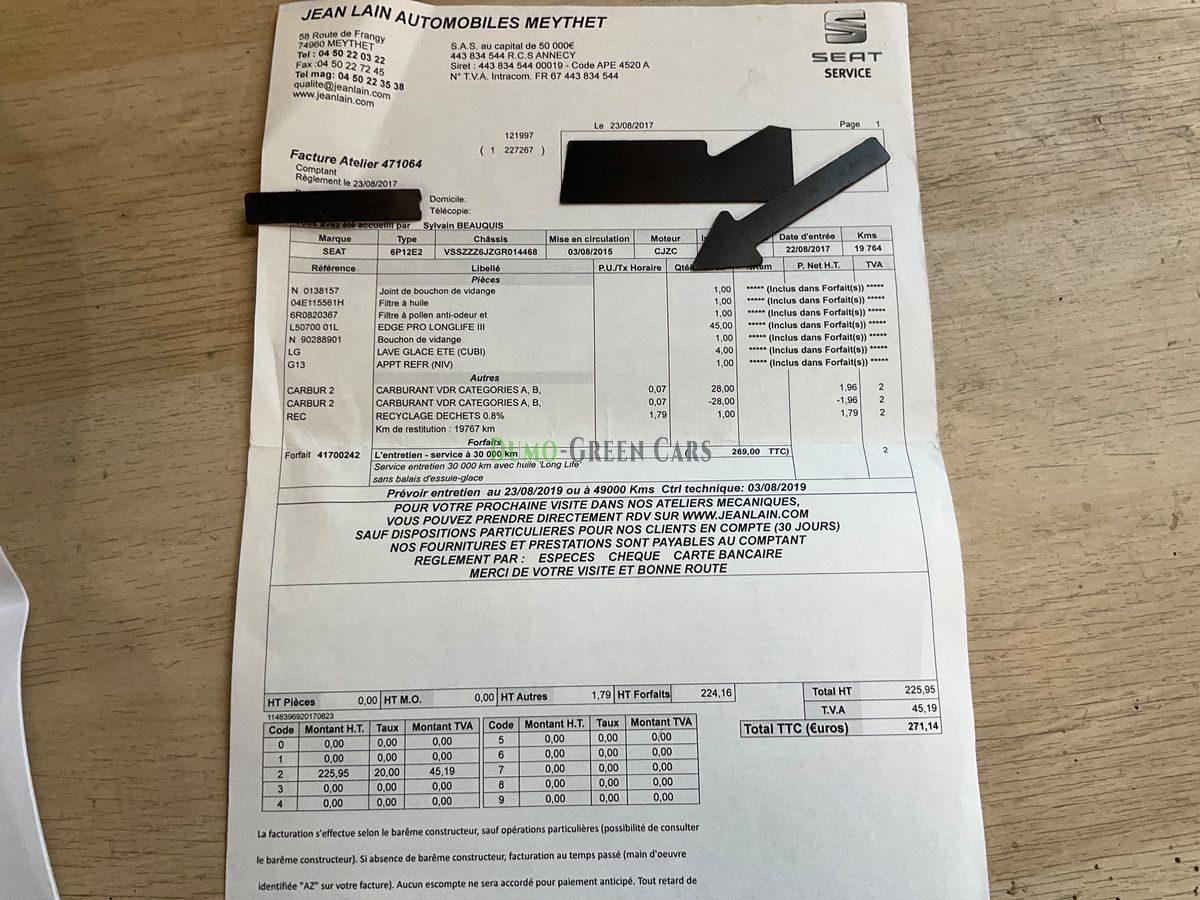 JEAN LAIN AUTOMOBILES MEYTHET
58 Route de Frangy
74960 MEYTHET
Tel : 04 50 22 03 22
Fax :04 50 22 72 45
Tel mag: 04 50 22 35 38
qualite@jeanlain.com
www.jeanlain.com
S.A.S. au capital de 50 000€
443 834 544 R.C.S ANNECY
Siret : 443 834 544 00019 - Code APE 4520 A
N° T.V.A. Intracom. FR 67 443 834 544
SEAT
SERVICE
Le 23/08/2017 Page 1
121997
( 1 227267 )
Facture Atelier 471064
Comptant
Règlement le 23/08/2017
Domicile:
Télécopie:
Vous avez été accueilli par Sylvain BEAUQUIS
Marque Type Châssis Mise en circulation Moteur Date d'entrée Kms
SEAT 6P12E2 VSSZZZ6JZGR014468 03/08/2015 CJZC 22/08/2017 19 764
Référence Libellé P.U./Tx Horaire Qté P. Net H.T. TVA
Pièces
N 0138157 Joint de bouchon de vidange 1,00 ***** (Inclus dans Forfait(s)) *****
04E115561H Filtre à huile 1,00 ***** (Inclus dans Forfait(s)) *****
6R0820367 Filtre à pollen anti-odeur et 1,00 ***** (Inclus dans Forfait(s)) *****
L50700 01L EDGE PRO LONGLIFE III 45,00 ***** (Inclus dans Forfait(s)) *****
N 90288901 Bouchon de vidange 1,00 ***** (Inclus dans Forfait(s)) *****
LG LAVE GLACE ETE (CUBI) 4,00 ***** (Inclus dans Forfait(s)) *****
G13 APPT REFR (NIV) 1,00 ***** (Inclus dans Forfait(s)) *****
Autres
CARBUR 2 CARBURANT VDR CATEGORIES A, B, 0,07 28,00 1,96 2
CARBUR 2 CARBURANT VDR CATEGORIES A, B, 0,07 -28,00 -1,96 2
REC RECYCLAGE DECHETS 0.8% 1,79 1,00 1,79 2
Km de restitution : 19767 km
Forfaits
Bumo-Green Cars
Forfait 41700242 L'entretien - service à 30 000 km ( 269,00 TTC) 2
Service entretien 30 000 km avec huile 'Long Life'
sans balais d'essuie-glace
Prévoir entretien au 23/08/2019 ou à 49000 Kms Ctrl technique: 03/08/2019
POUR VOTRE PROCHAINE VISITE DANS NOS ATELIERS MECANIQUES,
VOUS POUVEZ PRENDRE DIRECTEMENT RDV SUR WWW.JEANLAIN.COM
SAUF DISPOSITIONS PARTICULIERES POUR NOS CLIENTS EN COMPTE (30 JOURS)
NOS FOURNITURES ET PRESTATIONS SONT PAYABLES AU COMPTANT
REGLEMENT PAR : ESPECES CHEQUE CARTE BANCAIRE
MERCI DE VOTRE VISITE ET BONNE ROUTE
HT Pièces 0,00 HT M.O. 0,00 HT Autres 1,79 HT Forfaits 224,16
Total HT 225,95
T.V.A 45,19
Total TTC (€uros) 271,14
1148396920170823
Code Montant H.T. Taux Montant TVA Code Montant H.T. Taux Montant TVA
0 0,00 0,00 0,00 5 0,00 0,00 0,00
1 0,00 0,00 0,00 6 0,00 0,00 0,00
2 225,95 20,00 45,19 7 0,00 0,00 0,00
3 0,00 0,00 0,00 8 0,00 0,00 0,00
4 0,00 0,00 0,00 9 0,00 0,00 0,00
La facturation s'effectue selon le barême constructeur, sauf opérations particulières (possibilité de consulter
le barême constructeur). Si absence de barême constructeur, facturation au temps passé (main d'oeuvre
identifiée "AZ" sur votre facture). Aucun escompte ne sera accordé pour paiement anticipé. Tout retard de